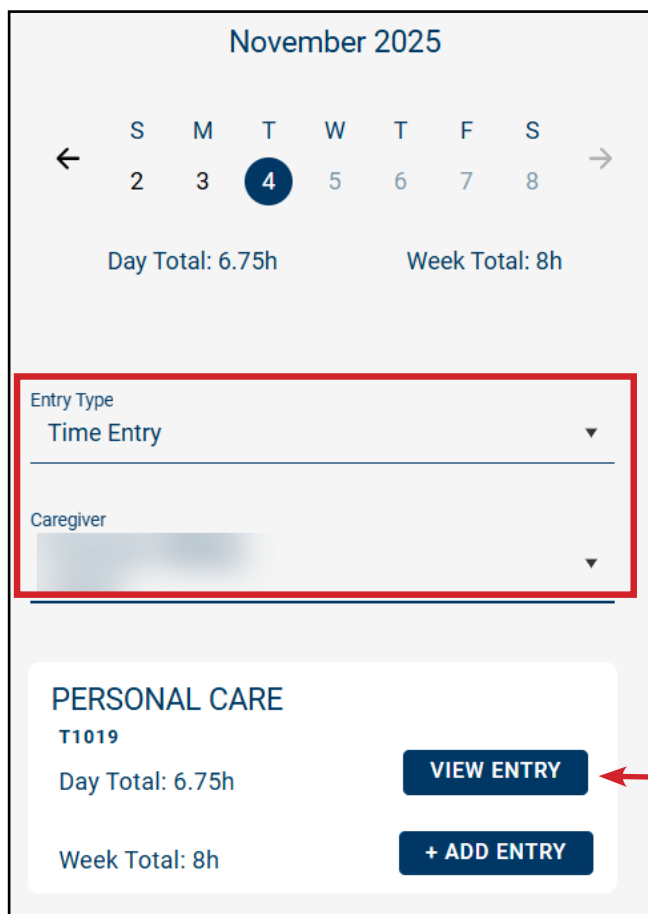 November 2025
S M T W T F S
← 2 3 4 5 6 7 8 →
Day Total: 6.75h Week Total: 8h
Entry Type
Time Entry
Caregiver
PERSONAL CARE
T1019
Day Total: 6.75h VIEW ENTRY
Week Total: 8h + ADD ENTRY